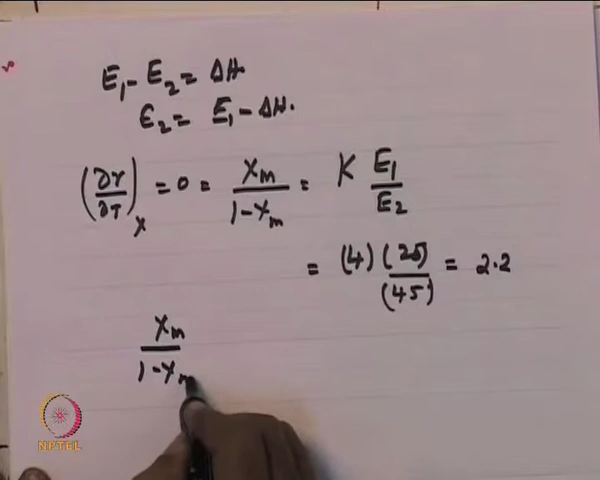 E₁ - E₂ = ΔH
E₂ = E₁ - ΔH.
(∂r/∂T)ₓ = 0 = Xₘ/(1-Xₘ) = K E₁/E₂
= (4) (25)/(45) = 2.2
Xₘ/(1-Xₘ
NPTEL